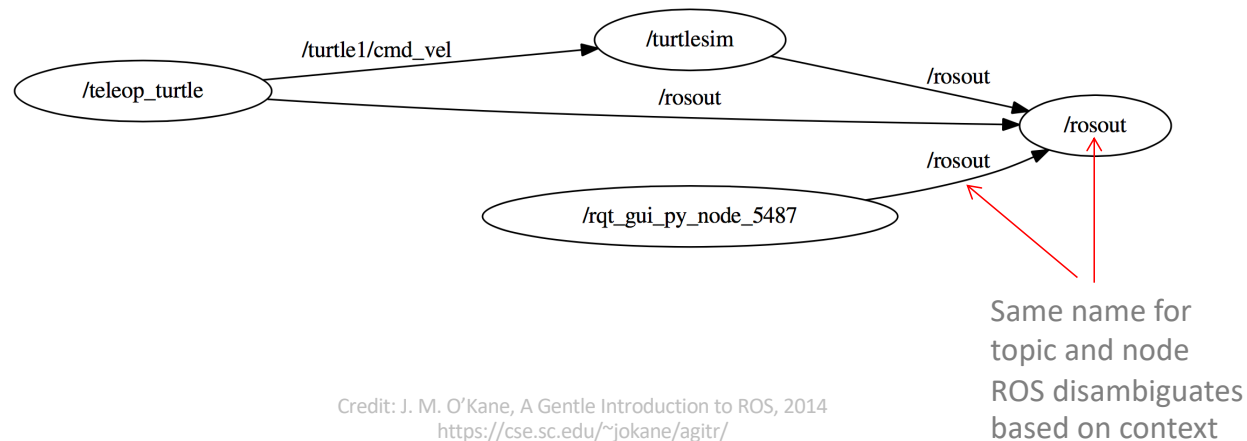 /turtlesim
/turtle1/cmd_vel
/rosout
/teleop_turtle
/rosout
/rosout
/rosout
/rqt_gui_py_node_5487
Same name for
topic and node
ROS disambiguates
based on context
Credit: J. M. O’Kane, A Gentle Introduction to ROS, 2014
https://cse.sc.edu/~jokane/agitr/